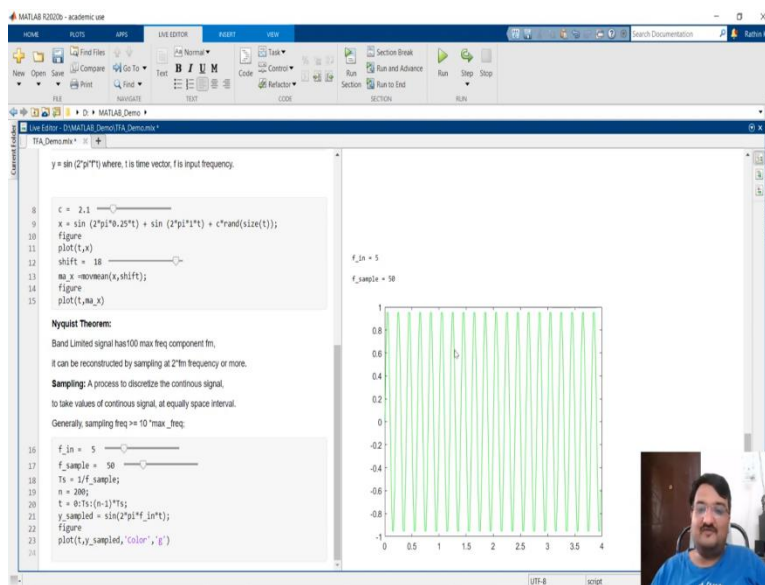 MATLAB R2020b - academic use
HOME PLOTS APPS LIVE EDITOR INSERT VIEW
Search Documentation
Rathin
New Open Save Find Files Compare Print
Go To Find
Text Normal
B I U M
Code Task Control Refactor
Run Section Section Break Run and Advance Run to End
Run Step Stop
FILE NAVIGATE TEXT CODE SECTION RUN
D: MATLAB_Demo
Current Folder
Live Editor - D:\MATLAB_Demo\TFA_Demo.mlx *
TFA_Demo.mlx *
y = sin (2*pi*f*t) where, t is time vector, f is input frequency.
8 c = 2.1
9 x = sin (2*pi*0.25*t) + sin (2*pi*1*t) + c*rand(size(t));
10 figure
11 plot(t,x)
12 shift = 18
13 ma_x =movmean(x,shift);
14 figure
15 plot(t,ma_x)
Nyquist Theorem:
Band Limited signal has100 max freq component fm,
it can be reconstructed by sampling at 2*fm frequency or more.
Sampling: A process to discretize the continous signal,
to take values of continous signal, at equally space interval.
Generally, sampling freq >= 10 *max _freq;
16 f_in = 5
17 f_sample = 50
18 Ts = 1/f_sample;
19 n = 200;
20 t = 0:Ts:(n-1)*Ts;
21 y_sampled = sin(2*pi*f_in*t);
22 figure
23 plot(t,y_sampled,'Color','g')
24
f_in = 5
f_sample = 50
1
0.8
0.6
0.4
0.2
0
-0.2
-0.4
-0.6
-0.8
-1
0 0.5 1 1.5 2 2.5 3 3.5 4
UTF-8 script